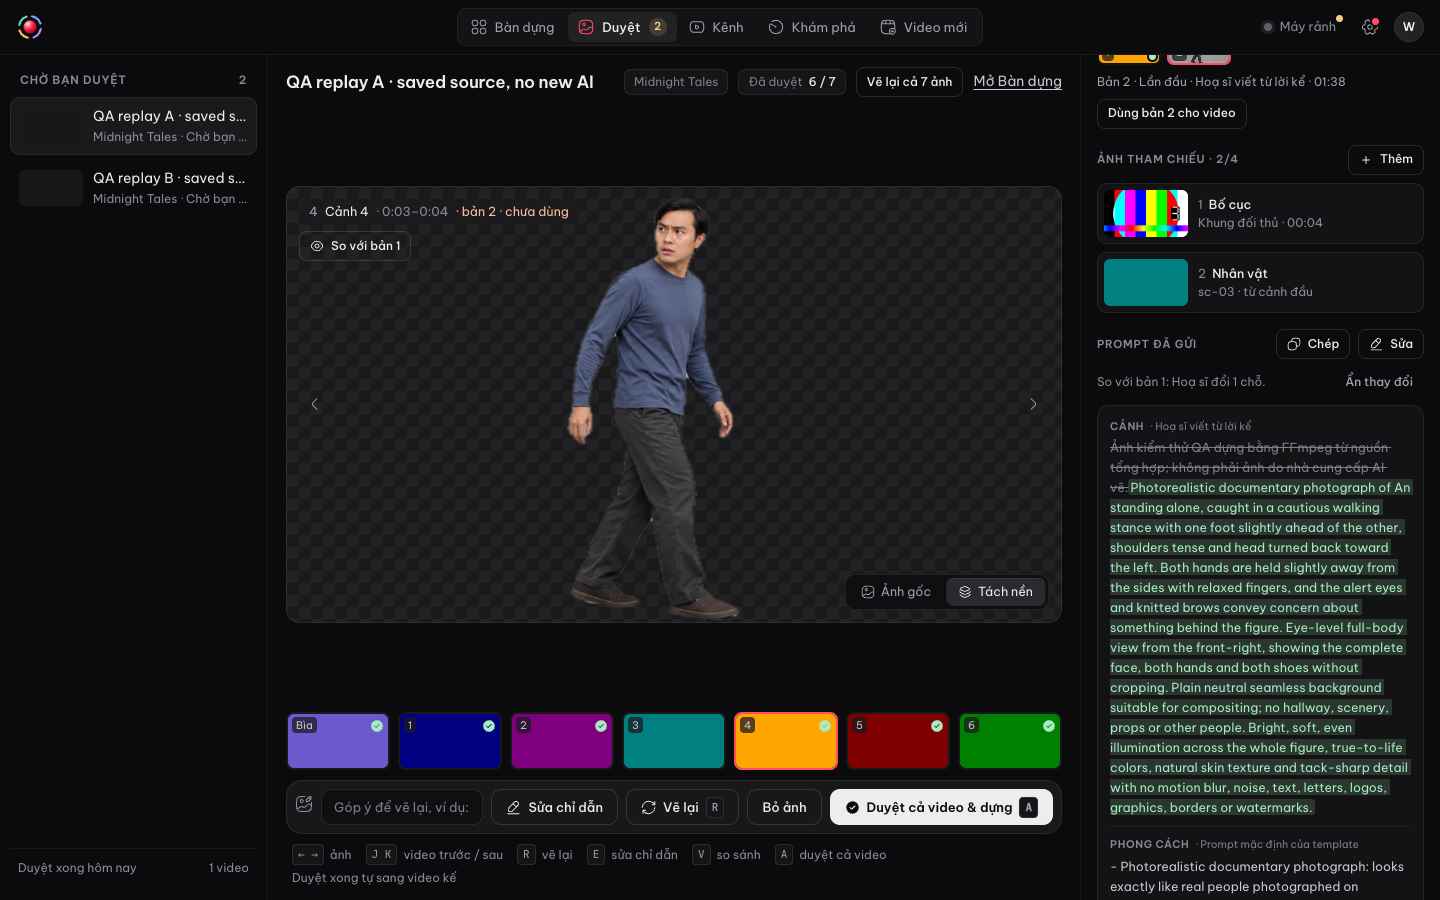 Bàn dựng
Duyệt 2
Kênh
Khám phá
Video mới
Máy rảnh
W
CHỜ BẠN DUYỆT 2
QA replay A · saved s...
Midnight Tales · Chờ bạn ...
QA replay B · saved s...
Midnight Tales · Chờ bạn ...
Duyệt xong hôm nay 1 video
QA replay A · saved source, no new AI
Midnight Tales
Đã duyệt 6 / 7
Vẽ lại cả 7 ảnh
Mở Bàn dựng
4 Cảnh 4 · 0:03–0:04 · bản 2 · chưa dùng
So với bản 1
Ảnh gốc
Tách nền
Bìa
1
2
3
4
5
6
Góp ý để vẽ lại, ví dụ:
Sửa chỉ dẫn
Vẽ lại R
Bỏ ảnh
Duyệt cả video & dựng A
← → ảnh
J K video trước / sau
R vẽ lại
E sửa chỉ dẫn
V so sánh
A duyệt cả video
Duyệt xong tự sang video kế
Bản 2 · Lần đầu · Hoạ sĩ viết từ lời kể · 01:38
Dùng bản 2 cho video
ẢNH THAM CHIẾU · 2/4
+ Thêm
1 Bố cục
Khung đối thủ · 00:04
2 Nhân vật
sc-03 · từ cảnh đầu
PROMPT ĐÃ GỬI
Chép
Sửa
So với bản 1: Hoạ sĩ đổi 1 chỗ.
Ẩn thay đổi
CẢNH · Hoạ sĩ viết từ lời kể
Ảnh kiểm thử QA dựng bằng FFmpeg từ nguồn
tổng hợp; không phải ảnh do nhà cung cấp AI
vẽ. Photorealistic documentary photograph of An
standing alone, caught in a cautious walking
stance with one foot slightly ahead of the other,
shoulders tense and head turned back toward
the left. Both hands are held slightly away from
the sides with relaxed fingers, and the alert eyes
and knitted brows convey concern about
something behind the figure. Eye-level full-body
view from the front-right, showing the complete
face, both hands and both shoes without
cropping. Plain neutral seamless background
suitable for compositing; no hallway, scenery,
props or other people. Bright, soft, even
illumination across the whole figure, true-to-life
colors, natural skin texture and tack-sharp detail
with no motion blur, noise, text, letters, logos,
graphics, borders or watermarks.
PHONG CÁCH · Prompt mặc định của template
- Photorealistic documentary photograph: looks
exactly like real people photographed on